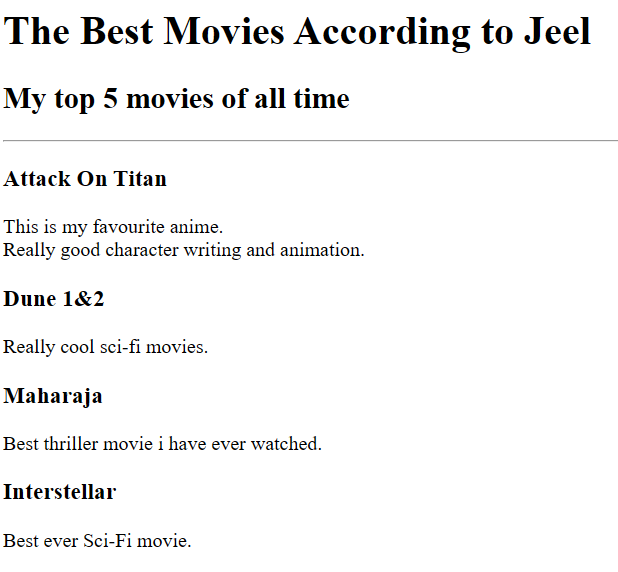 The Best Movies According to Jeel
My top 5 movies of all time
Attack On Titan
This is my favourite anime.
Really good character writing and animation.
Dune 1&2
Really cool sci-fi movies.
Maharaja
Best thriller movie i have ever watched.
Interstellar
Best ever Sci-Fi movie.